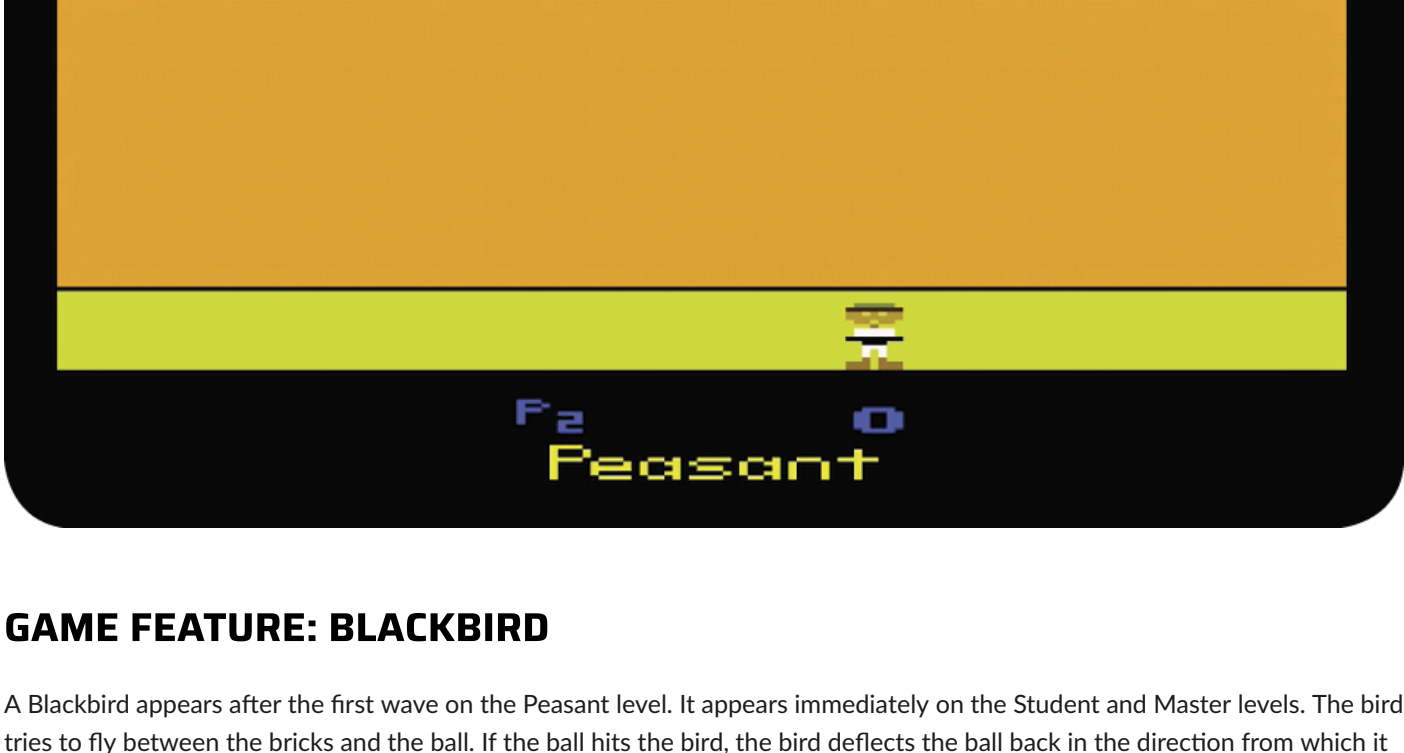 P2 0
Peasant
GAME FEATURE: BLACKBIRD
A Blackbird appears after the first wave on the Peasant level. It appears immediately on the Student and Master levels. The bird
tries to fly between the bricks and the ball. If the ball hits the bird, the bird deflects the ball back in the direction from which it